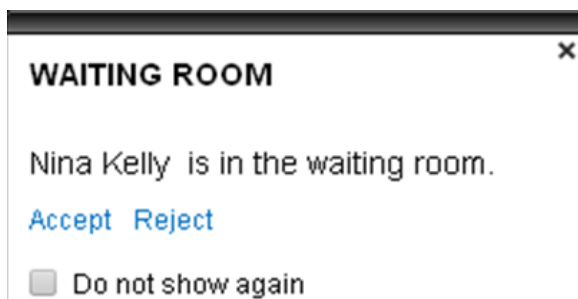 WAITING ROOM
Nina Kelly is in the waiting room.
Accept Reject
Do not show again